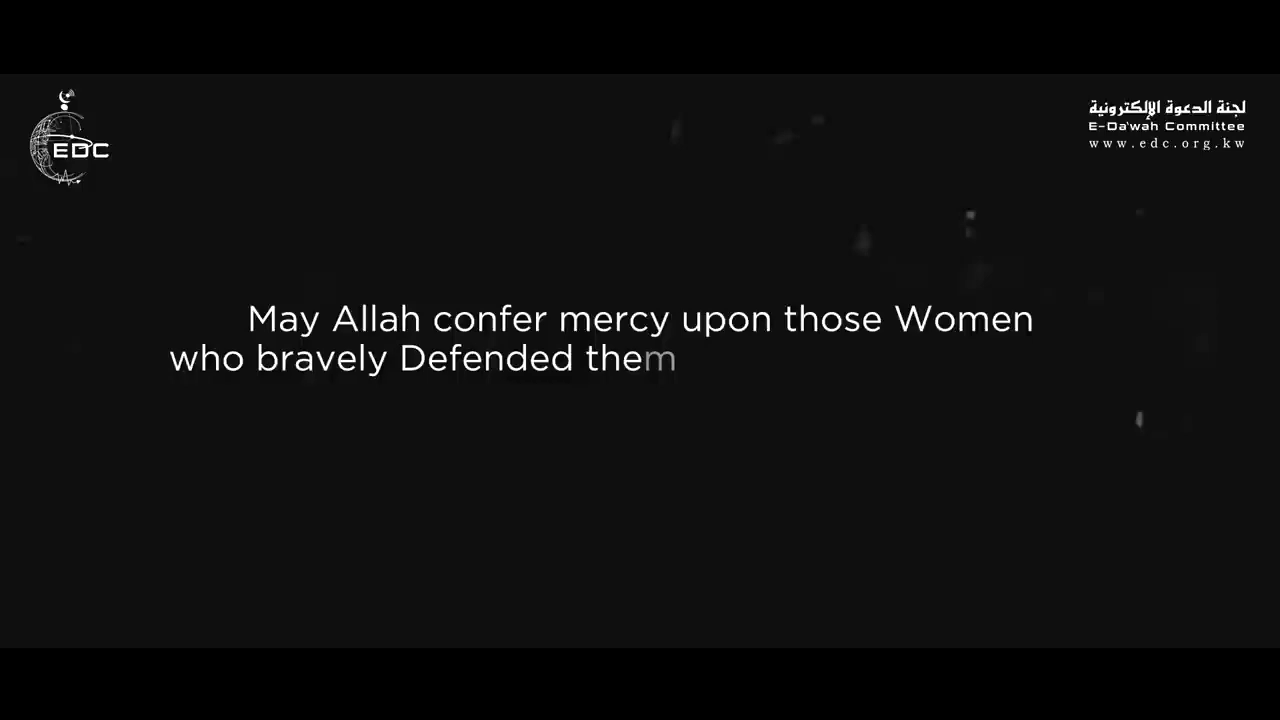 EDC
لجنة الدعوة الإلكترونية
E-Da'wah Committee
www.edc.org.kw
May Allah confer mercy upon those Women
who bravely Defended them